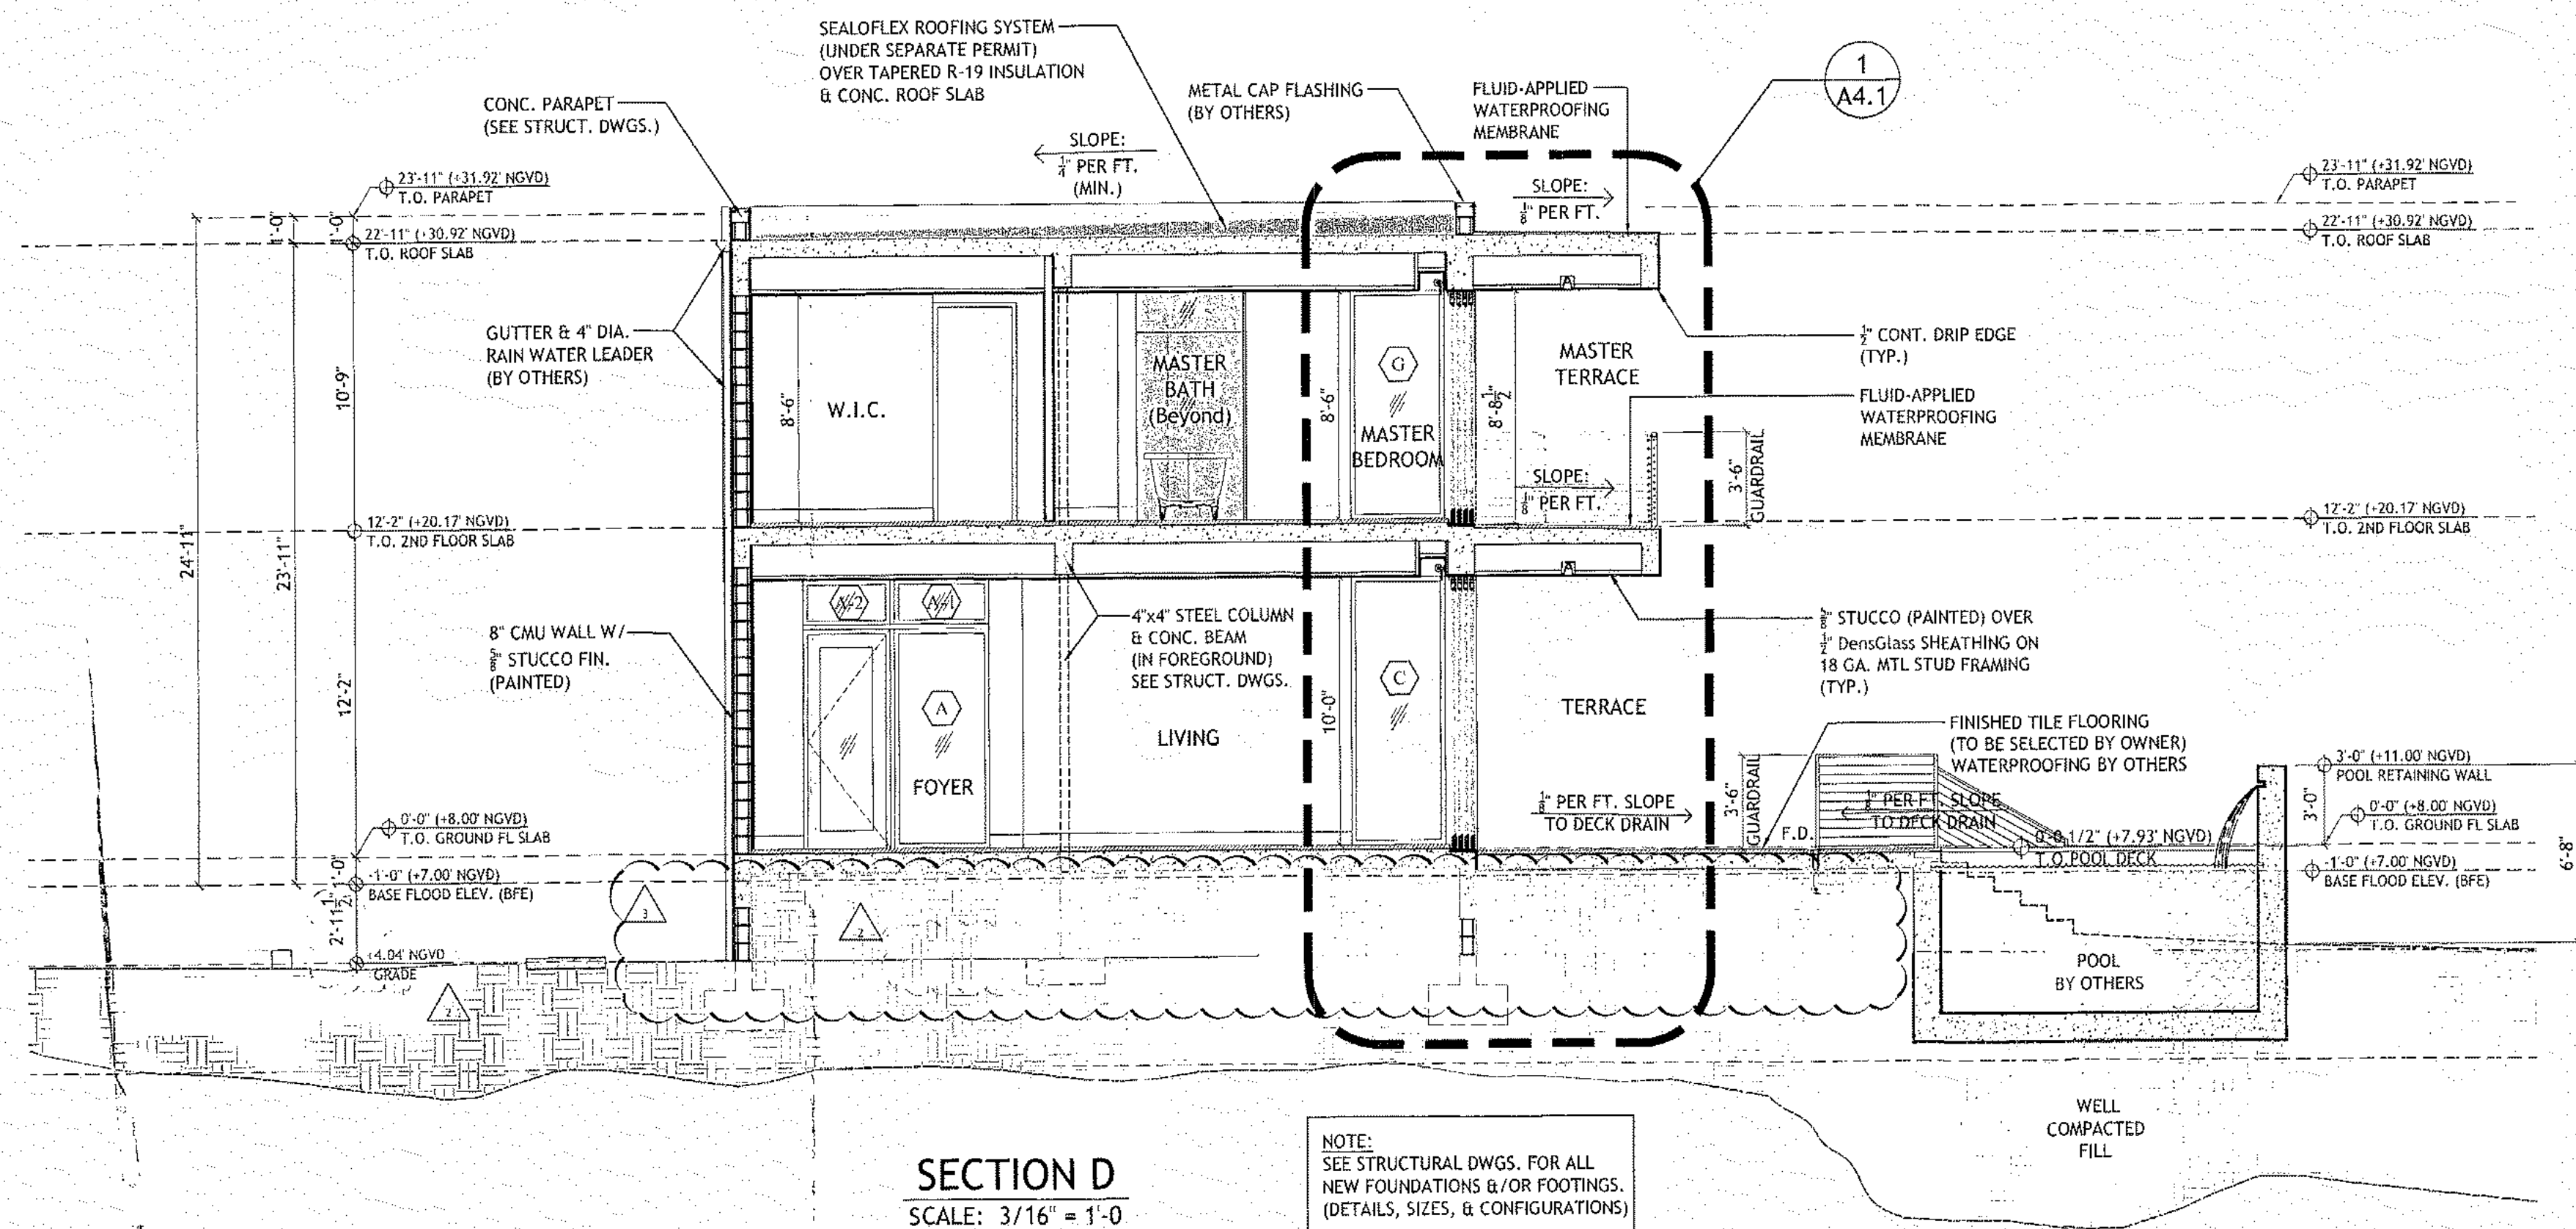 SEALOFLEX ROOFING SYSTEM
(UNDER SEPARATE PERMIT)
OVER TAPERED R-19 INSULATION
& CONC. ROOF SLAB
CONC. PARAPET
(SEE STRUCT. DWGS.)
METAL CAP FLASHING
(BY OTHERS)
FLUID-APPLIED
WATERPROOFING
MEMBRANE
1
A4.1
SLOPE:
1/4" PER FT.
(MIN.)
SLOPE:
1/8" PER FT.
23'-11" (+31.92' NGVD)
T.O. PARAPET
22'-11" (+30.92' NGVD)
T.O. ROOF SLAB
1'-0"
1'-0"
23'-11" (+31.92' NGVD)
T.O. PARAPET
22'-11" (+30.92' NGVD)
T.O. ROOF SLAB
GUTTER & 4" DIA.
RAIN WATER LEADER
(BY OTHERS)
10'-9"
8'-6"
W.I.C.
MASTER
BATH
(Beyond)
8'-6"
G
MASTER
BEDROOM
8'-8 1/2"
MASTER
TERRACE
SLOPE:
1/8" PER FT.
1/2" CONT. DRIP EDGE
(TYP.)
FLUID-APPLIED
WATERPROOFING
MEMBRANE
3'-6"
GUARDRAIL
12'-2" (+20.17' NGVD)
T.O. 2ND FLOOR SLAB
12'-2" (+20.17' NGVD)
T.O. 2ND FLOOR SLAB
24'-11"
23'-11"
12'-2"
8" CMU WALL W/
5/8" STUCCO FIN.
(PAINTED)
A
FOYER
4"x4" STEEL COLUMN
& CONC. BEAM
(IN FOREGROUND)
SEE STRUCT. DWGS.
LIVING
10'-0"
C
TERRACE
5/8" STUCCO (PAINTED) OVER
1/2" DensGlass SHEATHING ON
18 GA. MTL STUD FRAMING
(TYP.)
FINISHED TILE FLOORING
(TO BE SELECTED BY OWNER)
WATERPROOFING BY OTHERS
1/8" PER FT. SLOPE
TO DECK DRAIN
3'-6"
GUARDRAIL
F.D.
1/8" PER FT. SLOPE
TO DECK DRAIN
0'-0 1/2" (+7.93' NGVD)
T.O. POOL DECK
3'-0" (+11.00' NGVD)
POOL RETAINING WALL
3'-0"
0'-0" (+8.00' NGVD)
T.O. GROUND FL SLAB
-1'-0" (+7.00' NGVD)
BASE FLOOD ELEV. (BFE)
6'-8"
0'-0" (+8.00' NGVD)
T.O. GROUND FL SLAB
1'-0"
-1'-0" (+7.00' NGVD)
BASE FLOOD ELEV. (BFE)
2'-11 1/2"
+4.04' NGVD
GRADE
3
2
2
POOL
BY OTHERS
WELL
COMPACTED
FILL
SECTION D
SCALE: 3/16" = 1'-0
NOTE:
SEE STRUCTURAL DWGS. FOR ALL
NEW FOUNDATIONS &/OR FOOTINGS.
(DETAILS, SIZES, & CONFIGURATIONS)